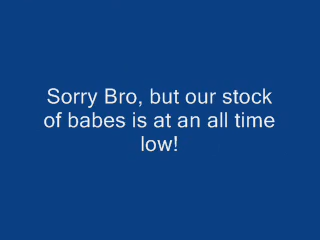 Sorry Bro, but our stock
of babes is at an all time
low!